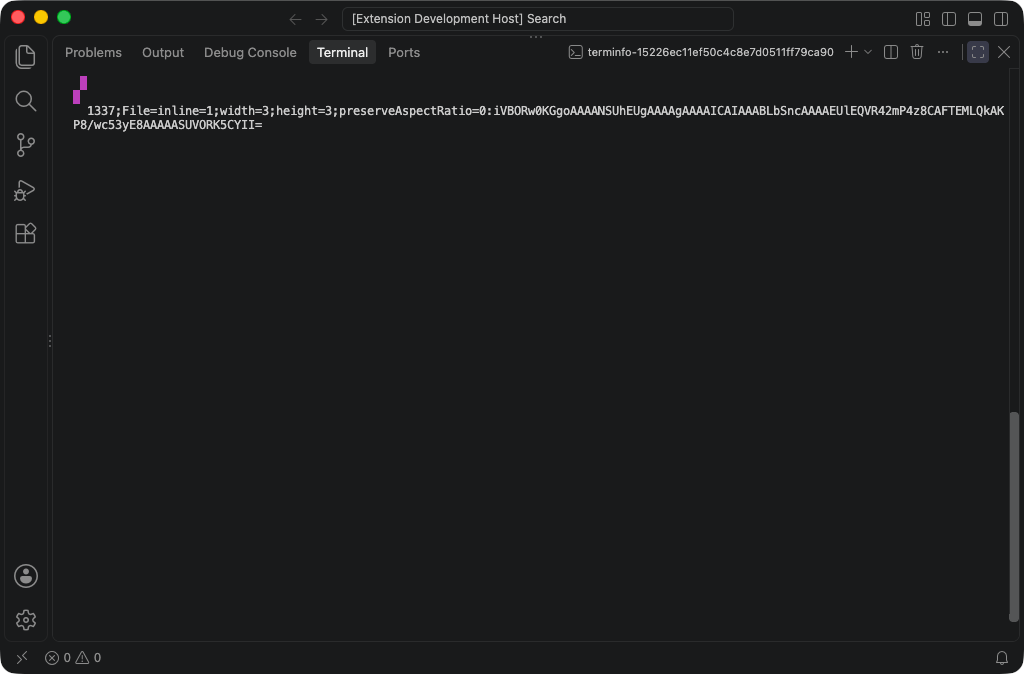 [Extension Development Host] Search
Problems Output Debug Console Terminal Ports
terminfo-15226ec11ef50c4c8e7d0511ff79ca90
1337;File=inline=1;width=3;height=3;preserveAspectRatio=0:iVBORw0KGgoAAAANSUhEUgAAAAgAAAAICAIAAABLbSncAAAAEUlEQVR42mP4z8CAFTEMLQkAK
P8/wc53yE8AAAAASUVORK5CYII=
0 0